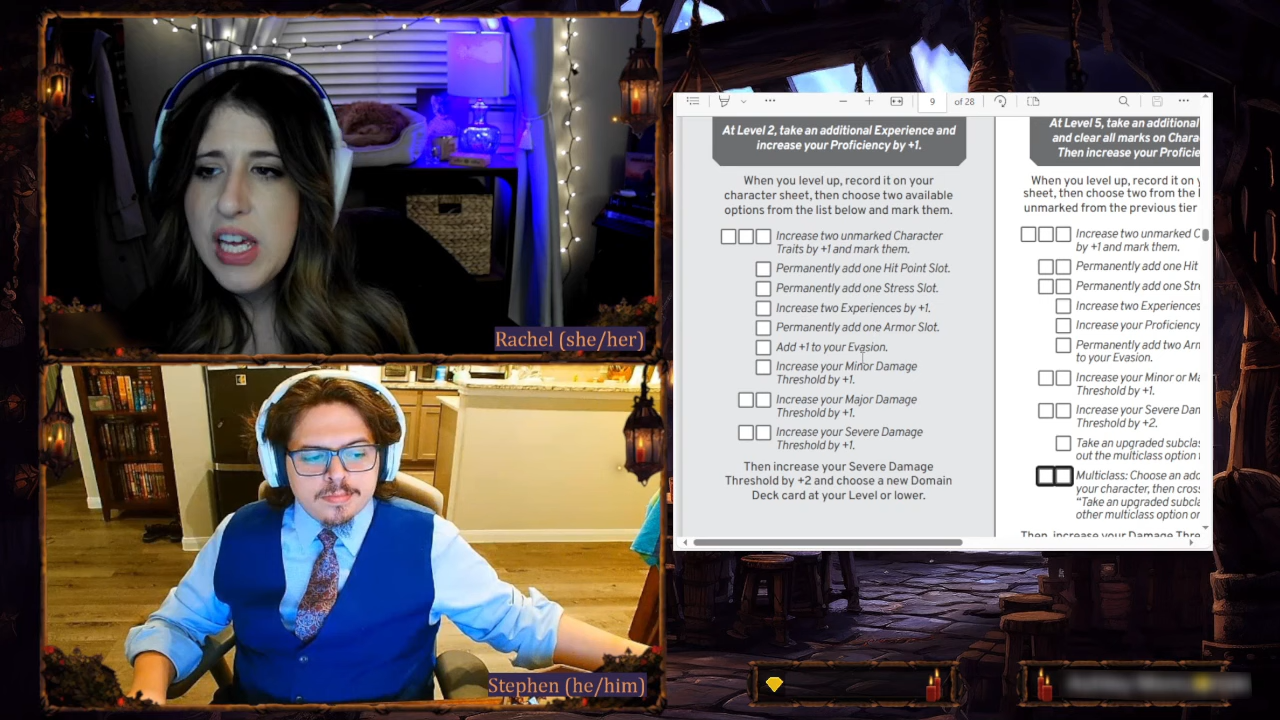 Rachel (she/her)
Stephen (he/him)
9 of 28
At Level 2, take an additional Experience and
increase your Proficiency by +1.
When you level up, record it on your
character sheet, then choose two available
options from the list below and mark them.
Increase two unmarked Character
Traits by +1 and mark them.
Permanently add one Hit Point Slot.
Permanently add one Stress Slot.
Increase two Experiences by +1.
Permanently add one Armor Slot.
Add +1 to your Evasion.
Increase your Minor Damage
Threshold by +1.
Increase your Major Damage
Threshold by +1.
Increase your Severe Damage
Threshold by +1.
Then increase your Severe Damage
Threshold by +2 and choose a new Domain
Deck card at your Level or lower.
At Level 5, take an additional
and clear all marks on Chara
Then increase your Proficie
When you level up, record it on y
sheet, then choose two from the l
unmarked from the previous tier
Increase two unmarked C
by +1 and mark them.
Permanently add one Hit
Permanently add one Stre
Increase two Experiences
Increase your Proficiency
Permanently add two Arm
to your Evasion.
Increase your Minor or Ma
Threshold by +1.
Increase your Severe Dam
Threshold by +2.
Take an upgraded subclas
out the multiclass option
Multiclass: Choose an add
your character, then cross
"Take an upgraded subcla
other multiclass option or
Then, increase your Damage Thre